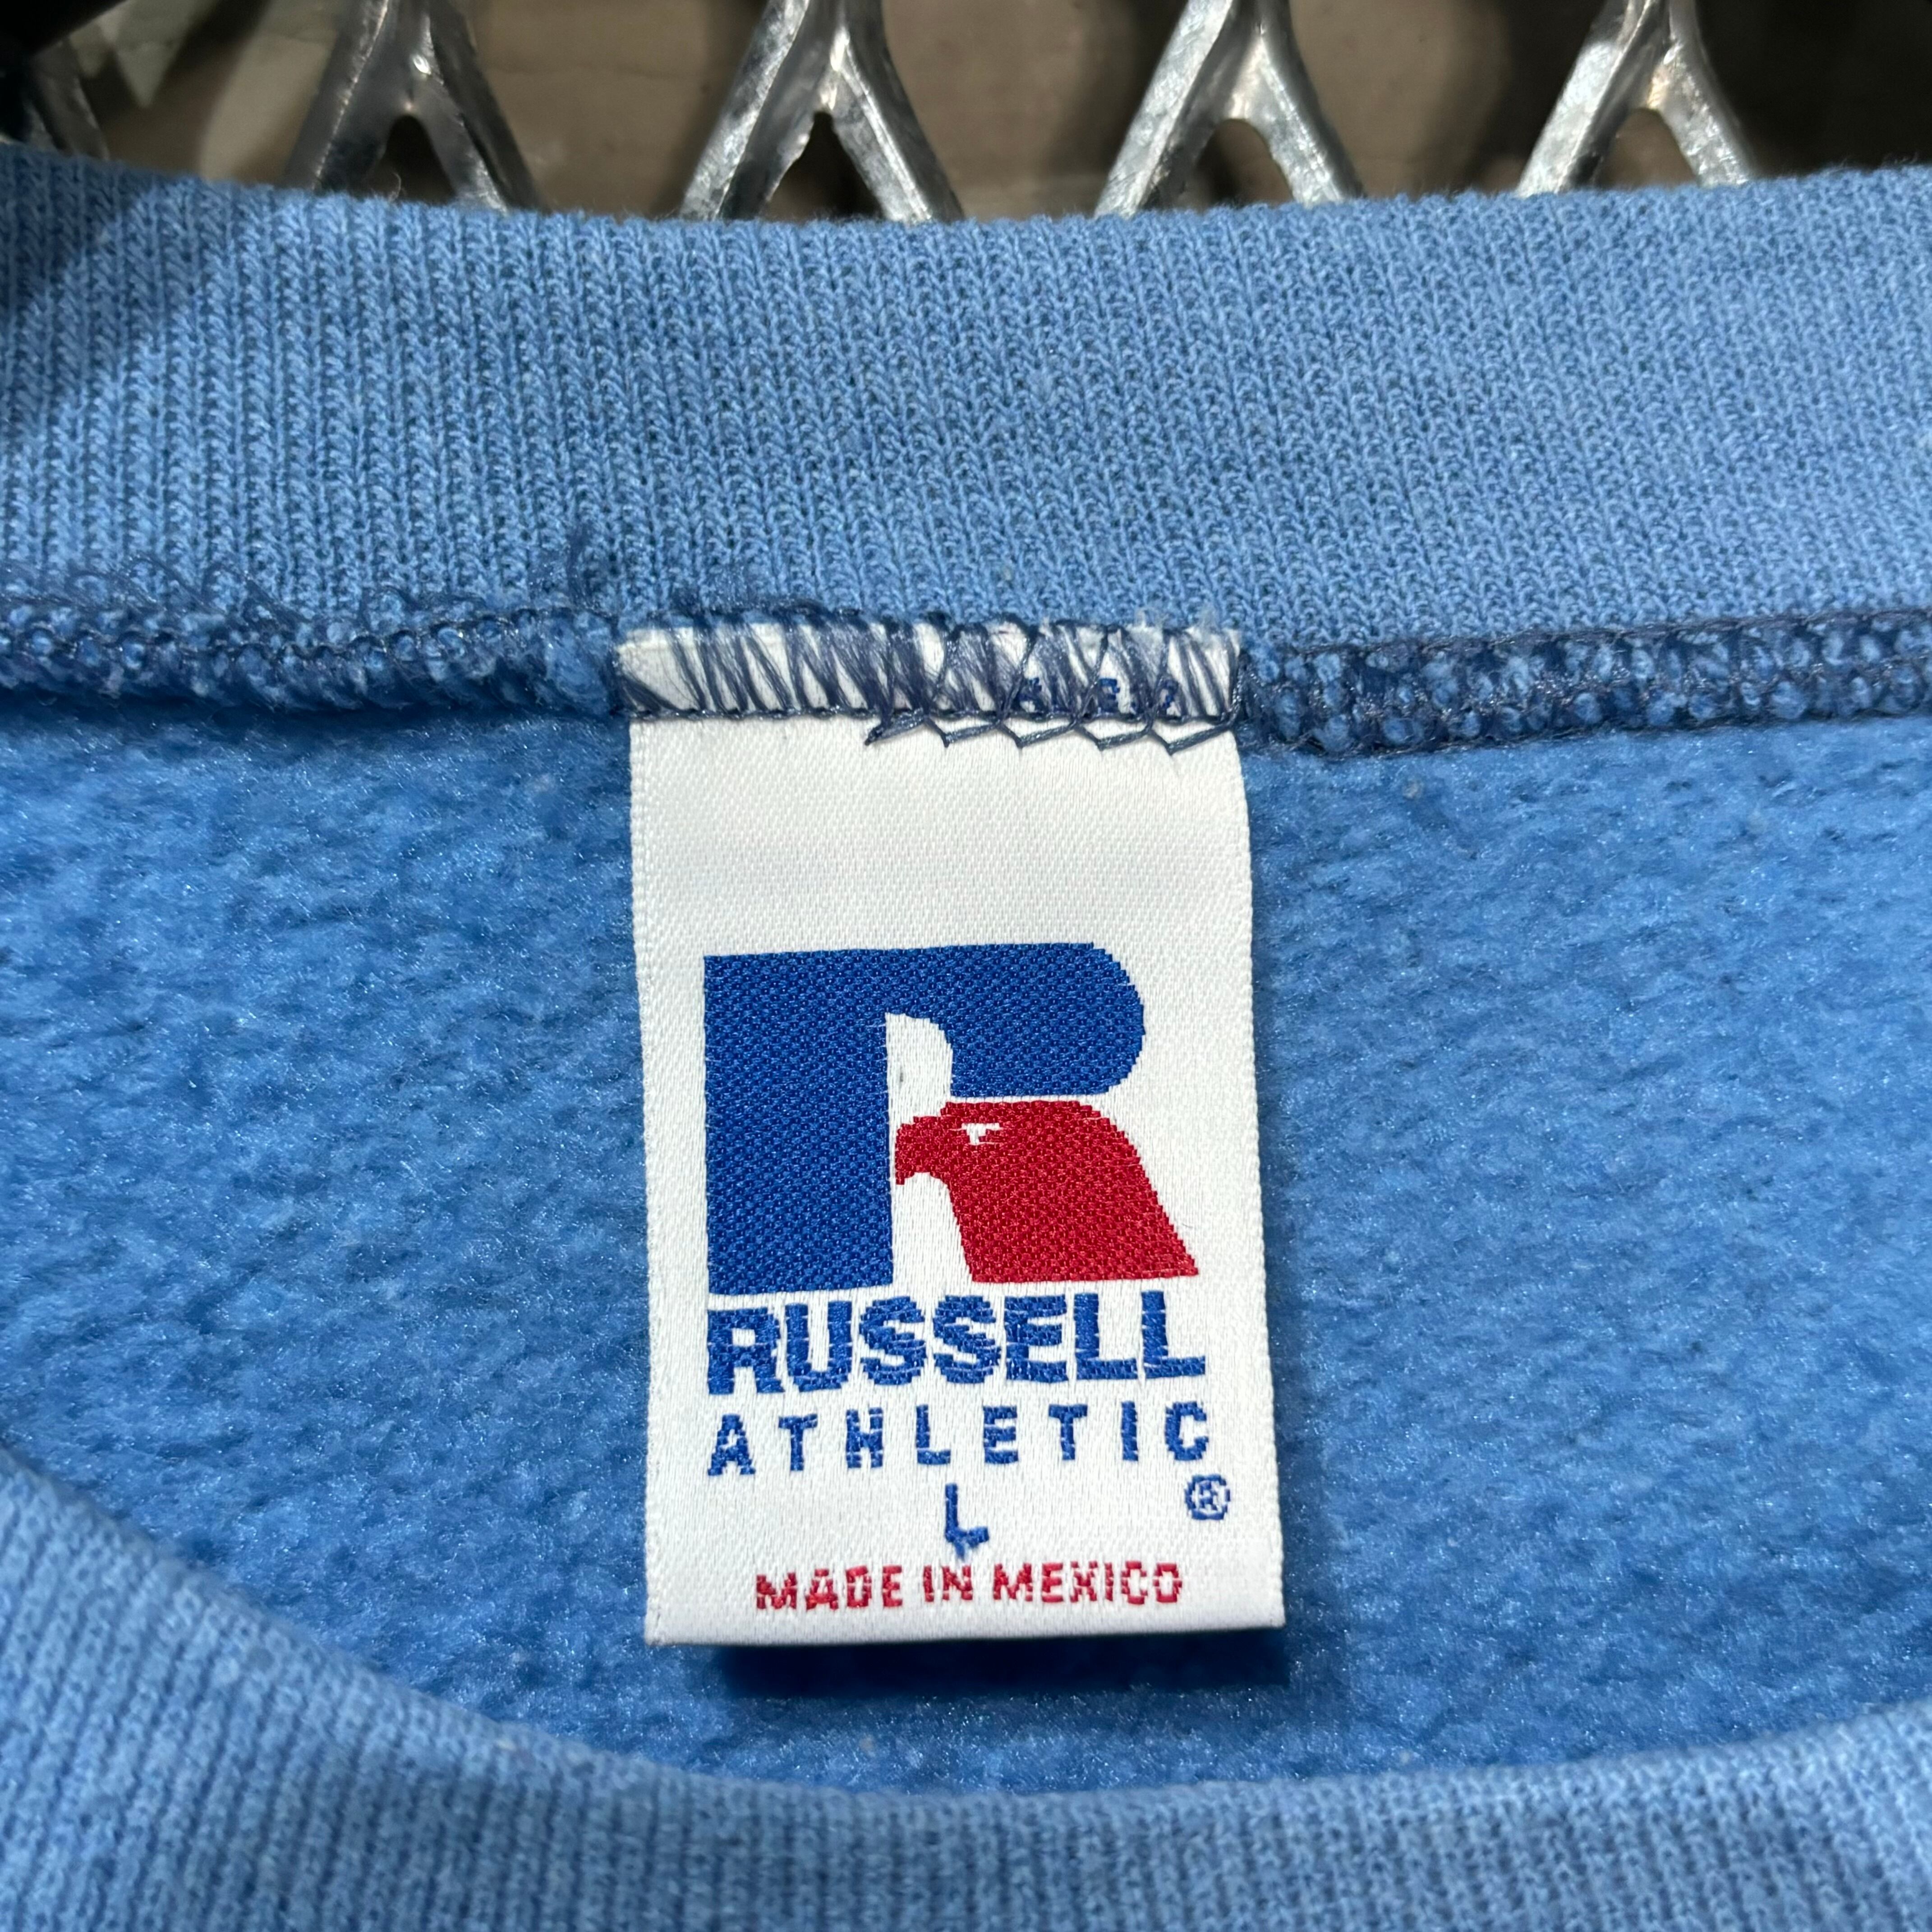 RUSSELL
ATHLETIC
®
L
MADE IN MEXICO